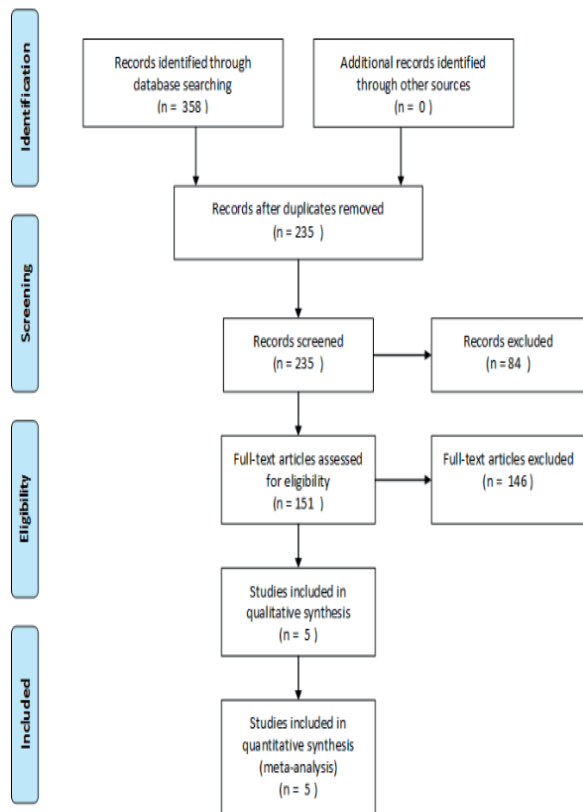 Identification
Records identified through
database searching
(n = 358 )
Additional records identified
through other sources
(n = 0 )
Records after duplicates removed
(n = 235 )
Screening
Records screened
(n = 235 )
Records excluded
(n = 84 )
Eligibility
Full-text articles assessed
for eligibility
(n = 151 )
Full-text articles excluded
(n = 146 )
Studies included in
qualitative synthesis
(n = 5 )
Included
Studies included in
quantitative synthesis
(meta-analysis)
(n = 5 )